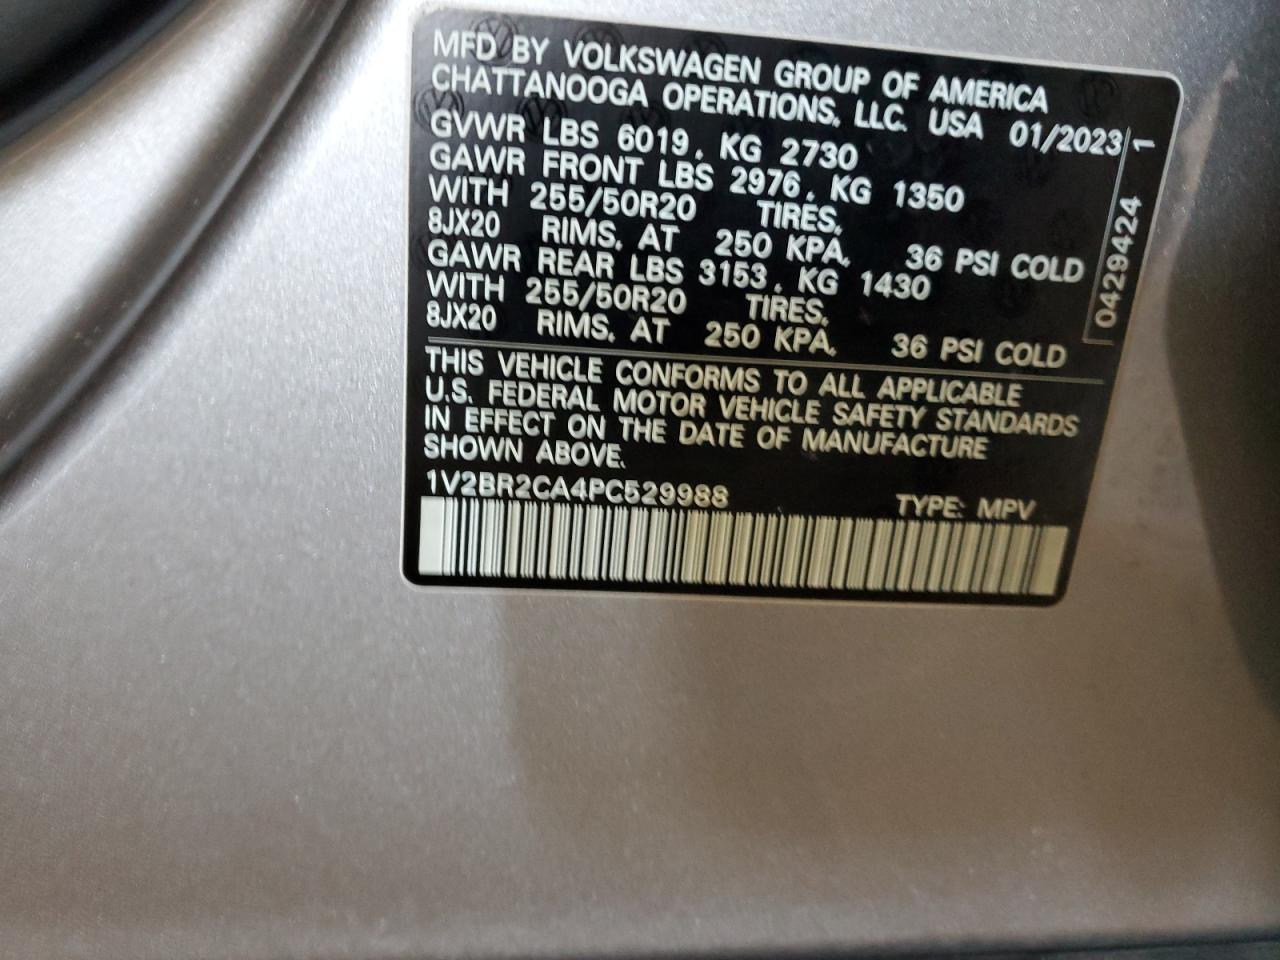 MFD BY VOLKSWAGEN GROUP OF AMERICA
CHATTANOOGA OPERATIONS, LLC. USA 01/2023
GVWR LBS 6019, KG 2730
GAWR FRONT LBS 2976, KG 1350
WITH 255/50R20 TIRES,
8JX20 RIMS, AT 250 KPA, 36 PSI COLD
GAWR REAR LBS 3153, KG 1430
WITH 255/50R20 TIRES,
8JX20 RIMS, AT 250 KPA, 36 PSI COLD
THIS VEHICLE CONFORMS TO ALL APPLICABLE
U.S. FEDERAL MOTOR VEHICLE SAFETY STANDARDS
IN EFFECT ON THE DATE OF MANUFACTURE
SHOWN ABOVE.
1V2BR2CA4PC529988 TYPE: MPV
0429424 1